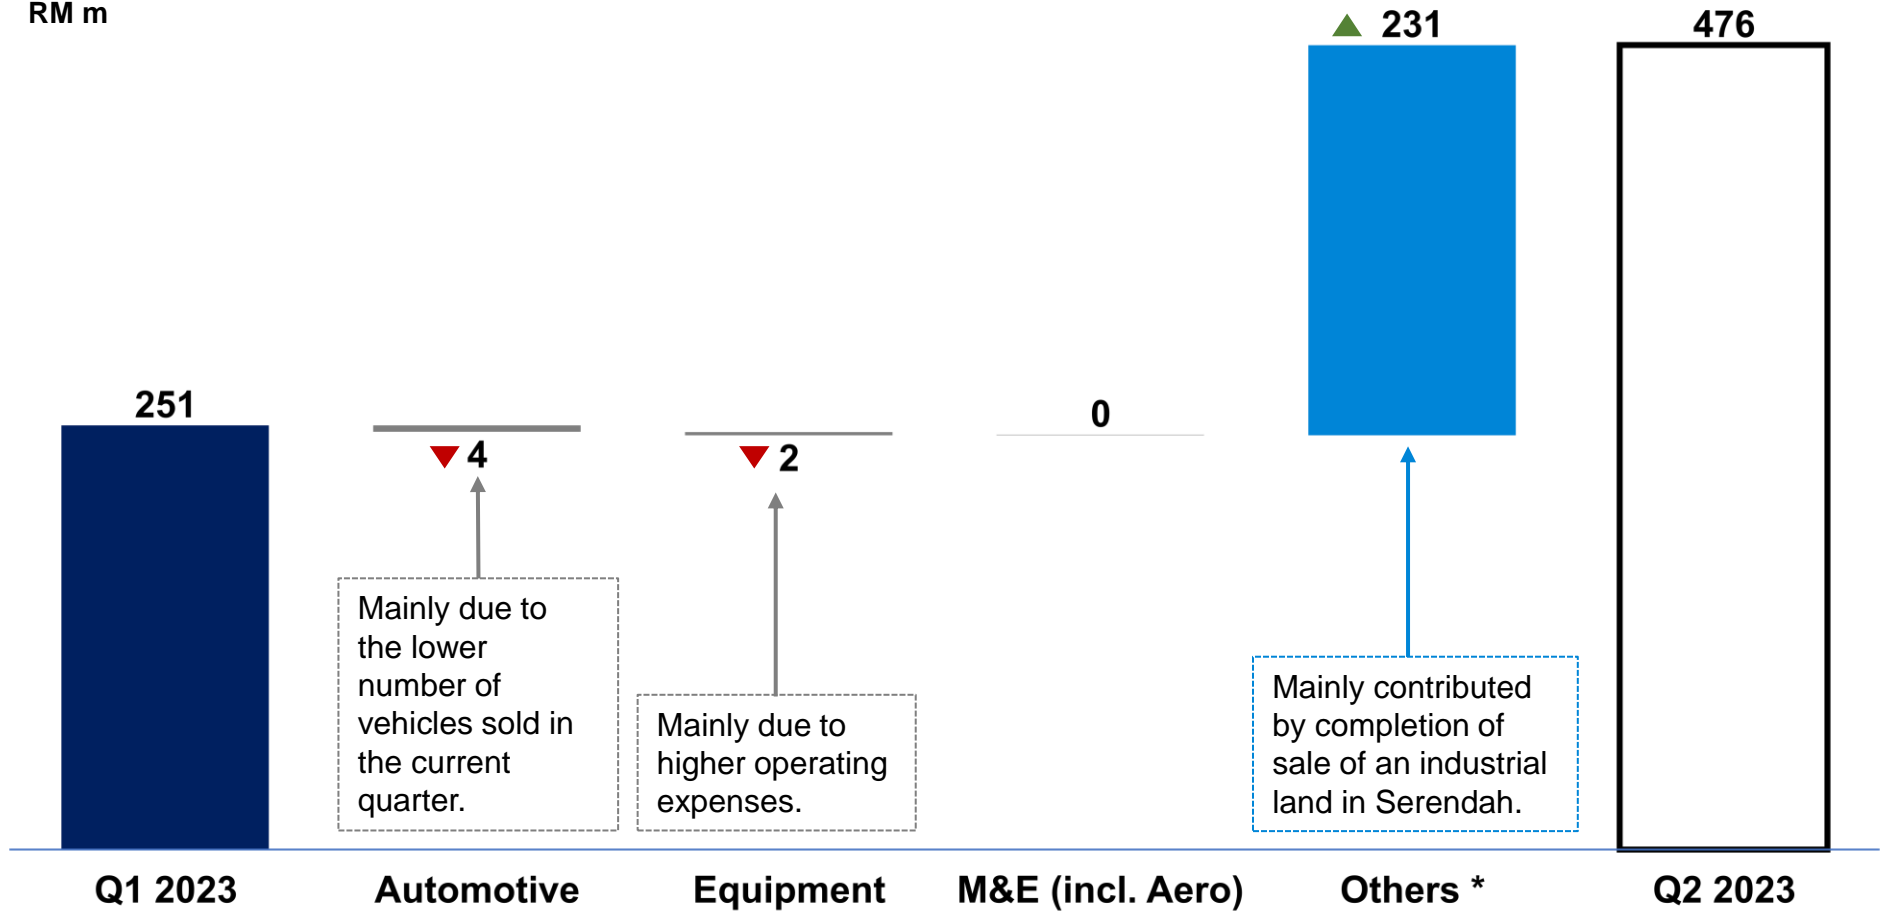 RM m
▲ 231
476
251
0
▼ 4
▼ 2
Mainly due to
the lower
number of
vehicles sold in
the current
quarter.
Mainly due to
higher operating
expenses.
Mainly contributed
by completion of
sale of an industrial
land in Serendah.
Q1 2023
Automotive
Equipment
M&E (incl. Aero)
Others *
Q2 2023